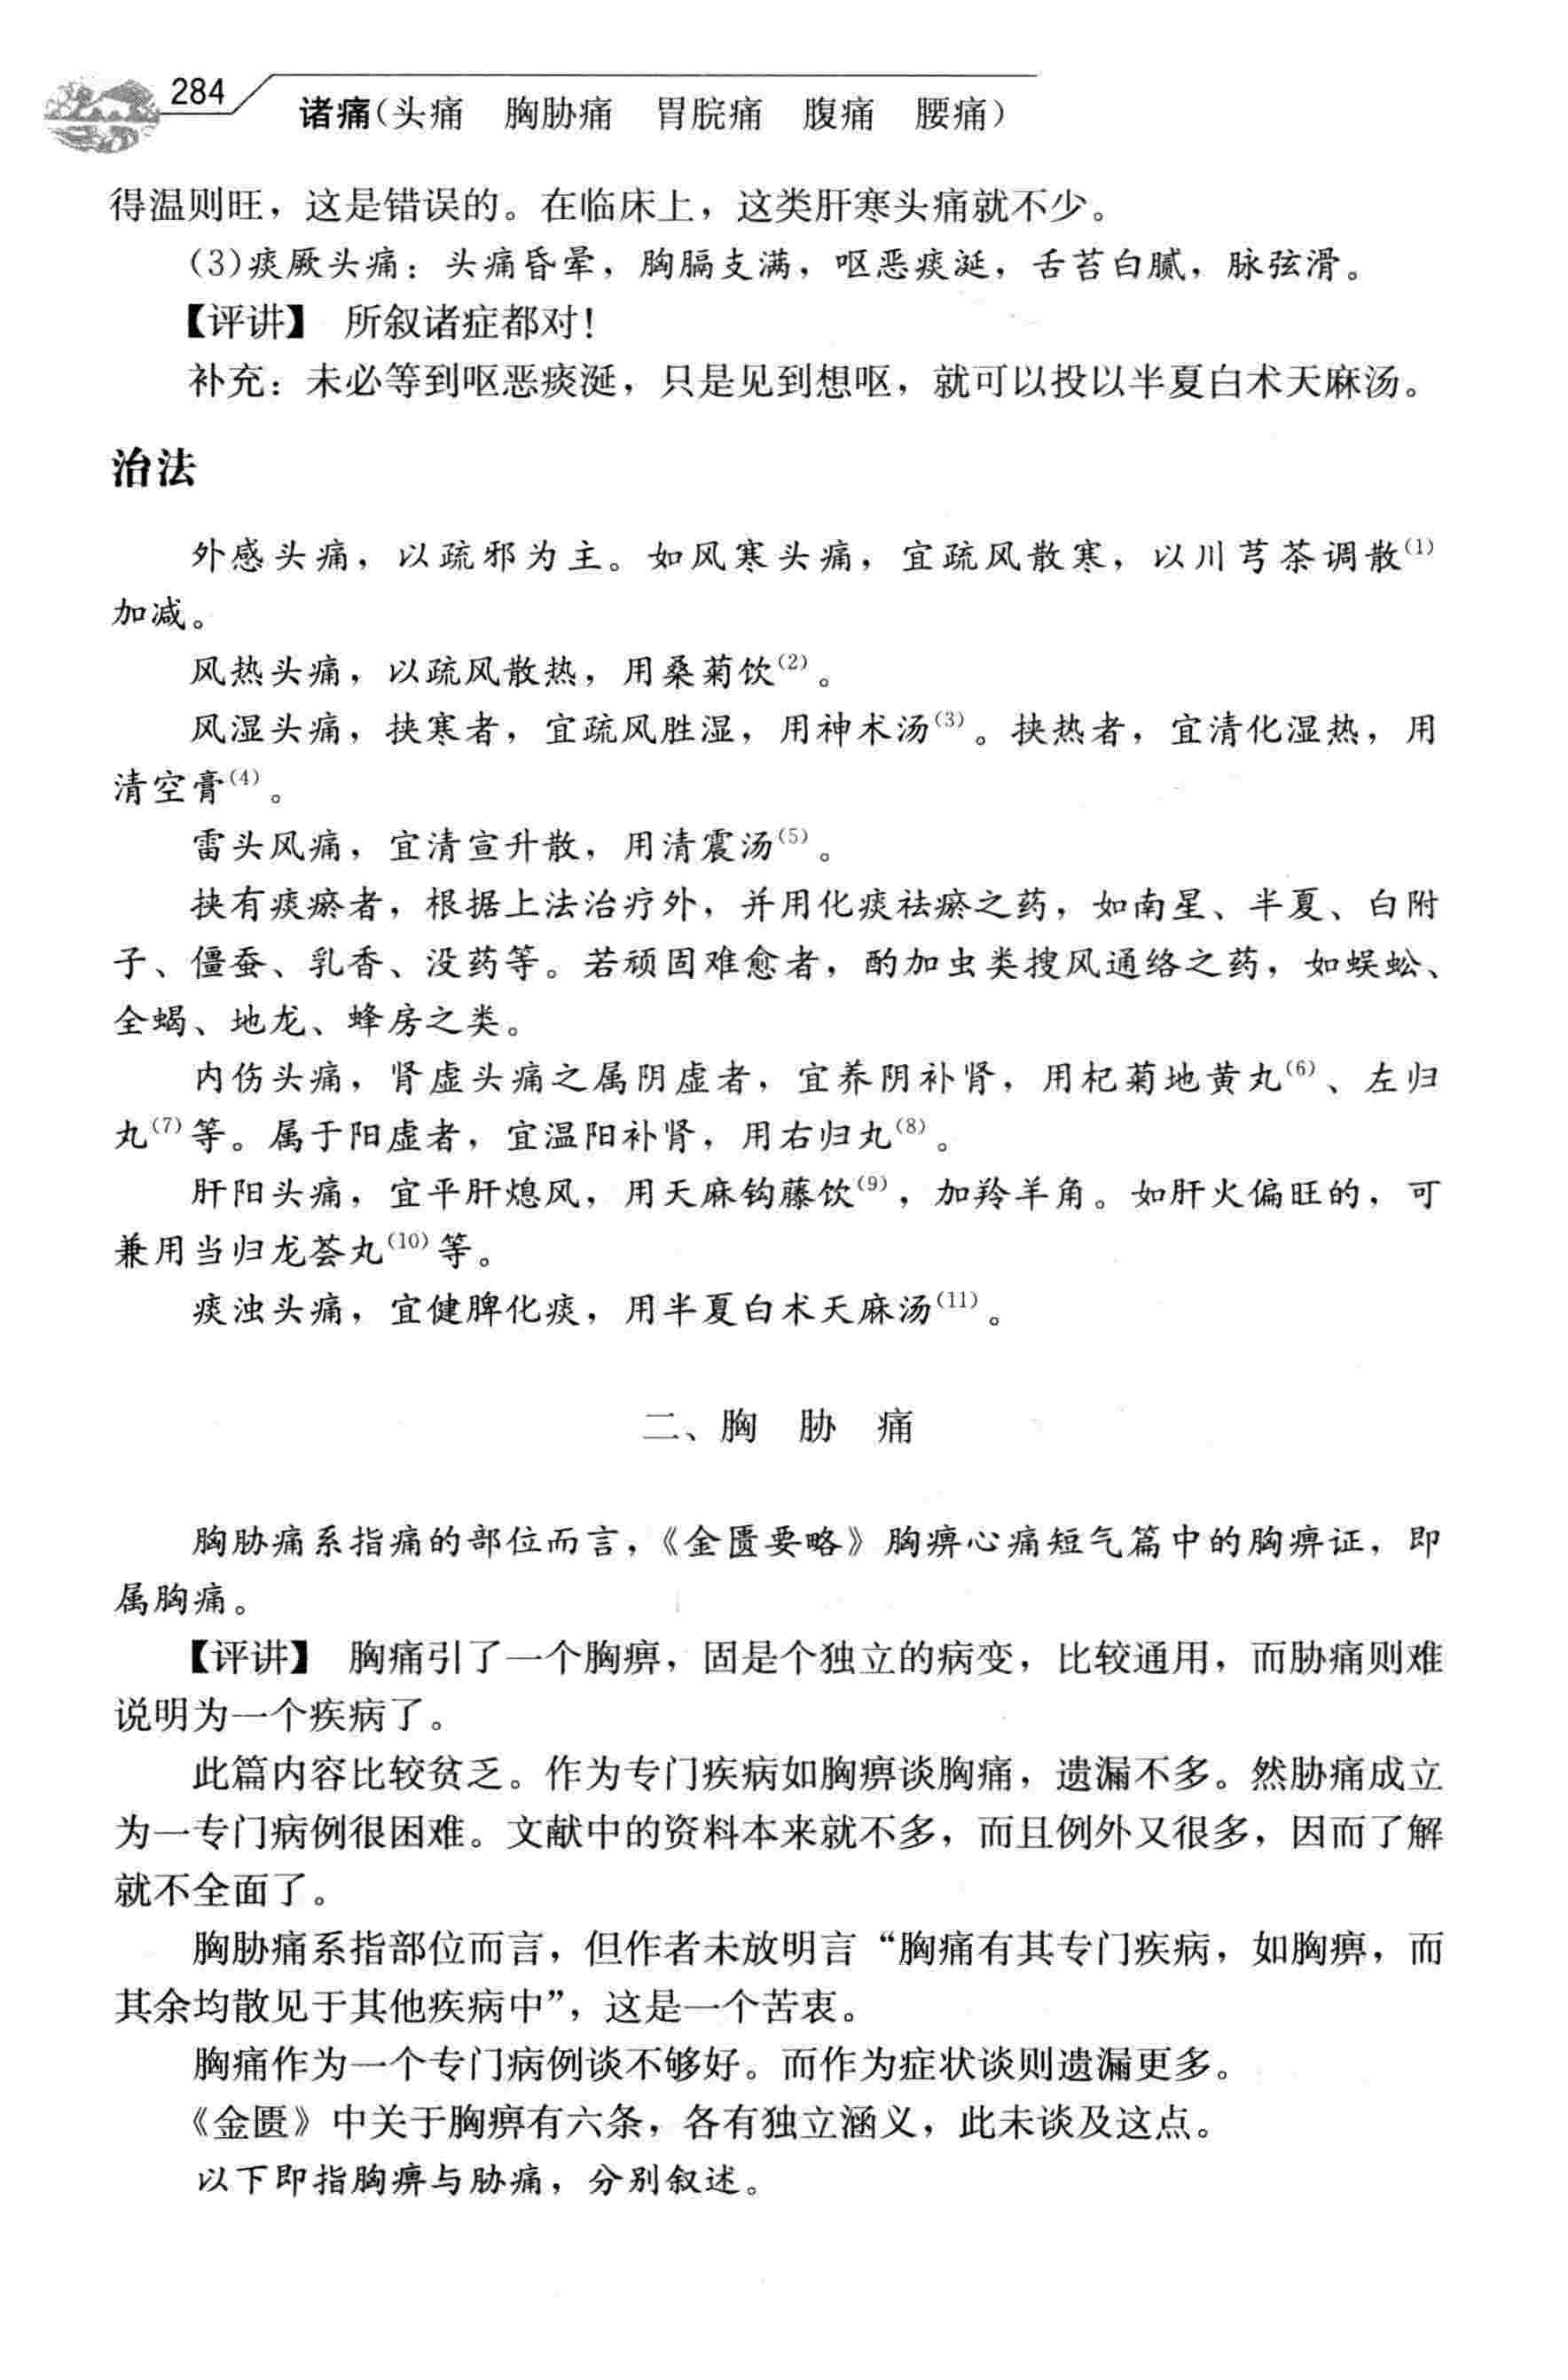 284
诸痛(头痛 胸胁痛 胃脘痛 腹痛 腰痛)
得温则旺，这是错误的。在临床上，这类肝寒头痛就不少。
(3)痰厥头痛：头痛昏晕，胸膈支满，呕恶痰涎，舌苔白腻，脉弦滑。
【评讲】 所叙诸症都对！
补充：未必等到呕恶痰涎，只是见到想呕，就可以投以半夏白术天麻汤。
治法
外感头痛，以疏邪为主。如风寒头痛，宜疏风散寒，以川芎茶调散(1)
加减。
风热头痛，以疏风散热，用桑菊饮(2)。
风湿头痛，挟寒者，宜疏风胜湿，用神术汤(3)。挟热者，宜清化湿热，用
清空膏(4)。
雷头风痛，宜清宣升散，用清震汤(5)。
挟有痰瘀者，根据上法治疗外，并用化痰祛瘀之药，如南星、半夏、白附
子、僵蚕、乳香、没药等。若顽固难愈者，酌加虫类搜风通络之药，如蜈蚣、
全蝎、地龙、蜂房之类。
内伤头痛，肾虚头痛之属阴虚者，宜养阴补肾，用杞菊地黄丸(6)、左归
丸(7)等。属于阳虚者，宜温阳补肾，用右归丸(8)。
肝阳头痛，宜平肝熄风，用天麻钩藤饮(9)，加羚羊角。如肝火偏旺的，可
兼用当归龙荟丸(10)等。
痰浊头痛，宜健脾化痰，用半夏白术天麻汤(11)。
二、胸 胁 痛
胸胁痛系指痛的部位而言，《金匮要略》胸痹心痛短气篇中的胸痹证，即
属胸痛。
【评讲】 胸痛引了一个胸痹，固是个独立的病变，比较通用，而胁痛则难
说明为一个疾病了。
此篇内容比较贫乏。作为专门疾病如胸痹谈胸痛，遗漏不多。然胁痛成立
为一专门病例很困难。文献中的资料本来就不多，而且例外又很多，因而了解
就不全面了。
胸胁痛系指部位而言，但作者未放明言“胸痛有其专门疾病，如胸痹，而
其余均散见于其他疾病中”，这是一个苦衷。
胸痛作为一个专门病例谈不够好。而作为症状谈则遗漏更多。
《金匮》中关于胸痹有六条，各有独立涵义，此未谈及这点。
以下即指胸痹与胁痛，分别叙述。